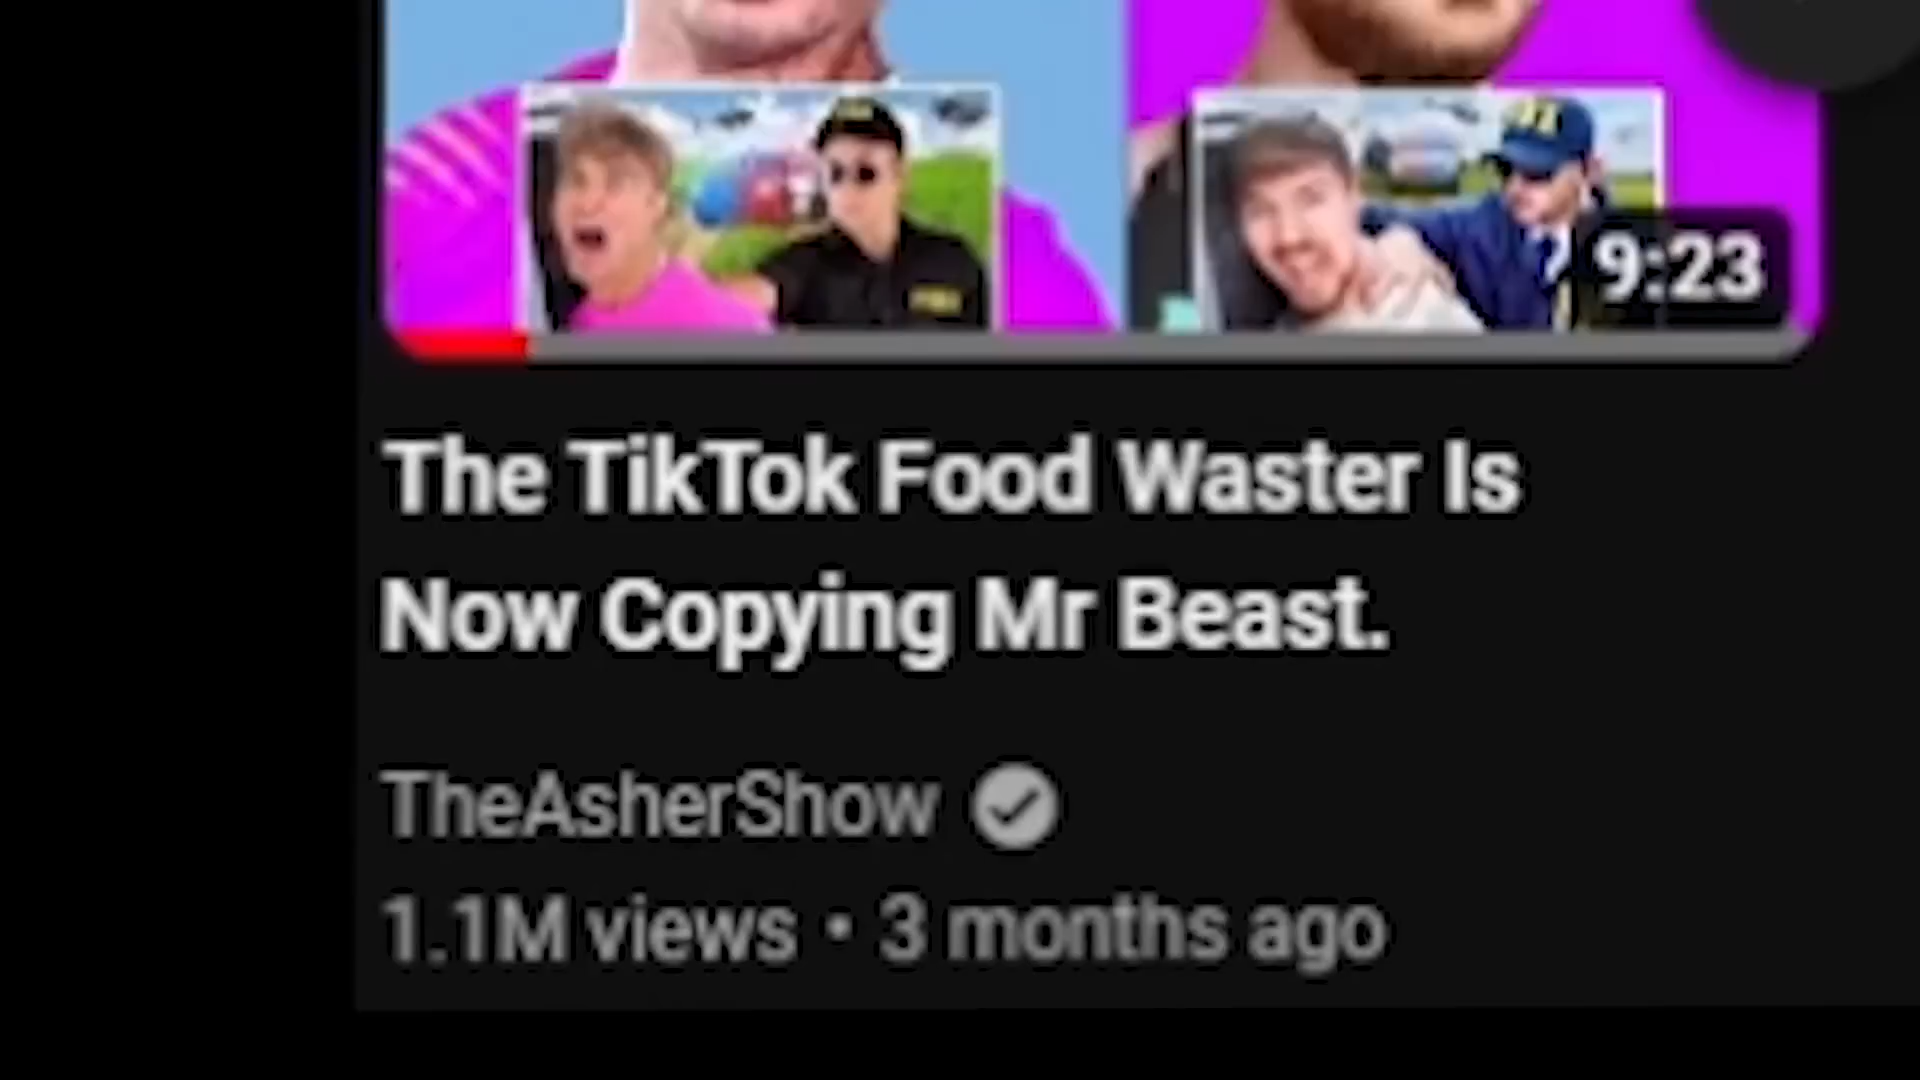 9:23
The TikTok Food Waster Is
Now Copying Mr Beast.
TheAsherShow
1.1M views • 3 months ago